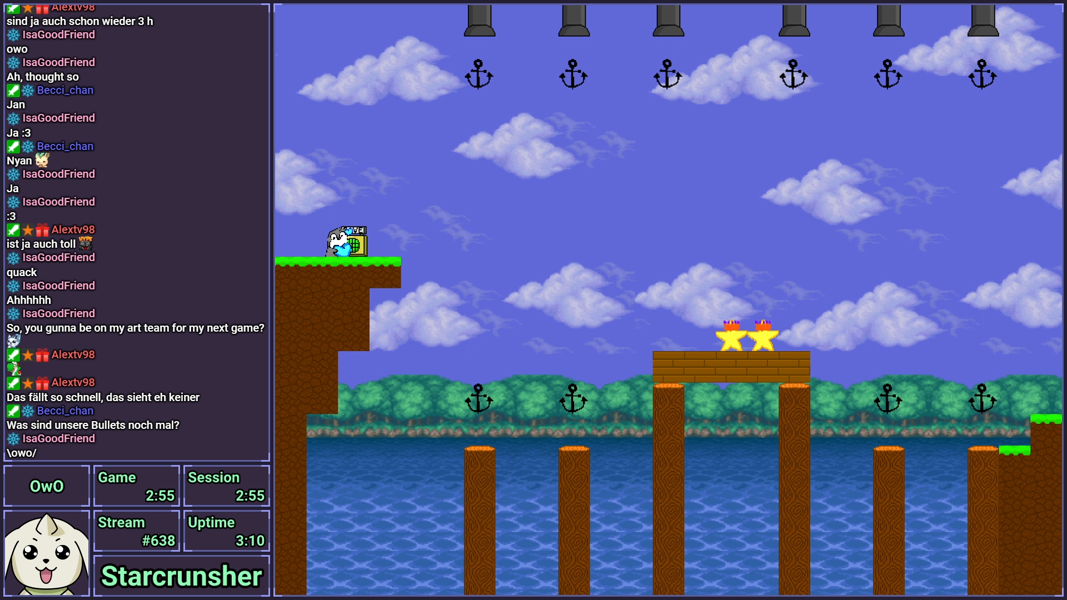 Alextv98
sind ja auch schon wieder 3 h
IsaGoodFriend
owo
IsaGoodFriend
Ah, thought so
Becci_chan
Jan
IsaGoodFriend
Ja :3
Becci_chan
Nyan
IsaGoodFriend
Ja
IsaGoodFriend
:3
Alextv98
ist ja auch toll
IsaGoodFriend
quack
IsaGoodFriend
Ahhhhhh
IsaGoodFriend
So, you gunna be on my art team for my next game?
Alextv98
Alextv98
Das fällt so schnell, das sieht eh keiner
Becci_chan
Was sind unsere Bullets noch mal?
IsaGoodFriend
\owo/
OwO
Game
2:55
Session
2:55
Stream
#638
Uptime
3:10
Starcrunsher